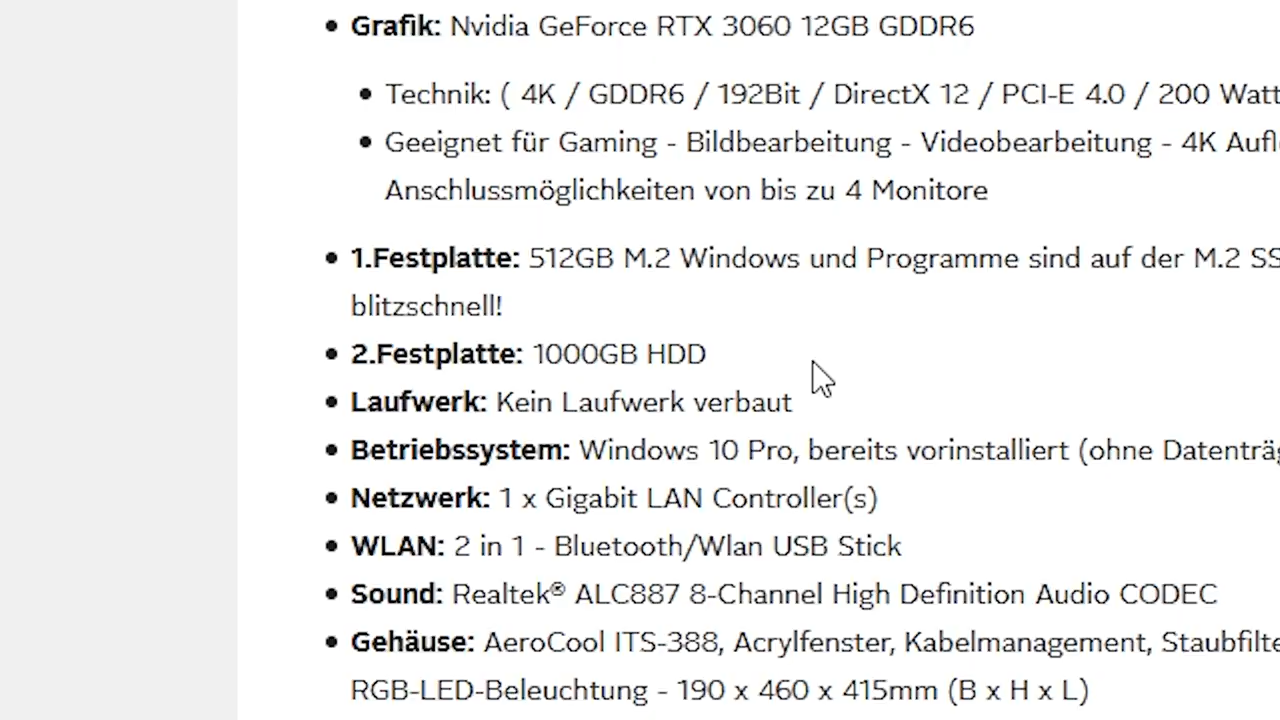 • Grafik: Nvidia GeForce RTX 3060 12GB GDDR6
• Technik: ( 4K / GDDR6 / 192Bit / DirectX 12 / PCI-E 4.0 / 200 Watt
• Geeignet für Gaming - Bildbearbeitung - Videobearbeitung - 4K
Anschlussmöglichkeiten von bis zu 4 Monitore
• 1.Festplatte: 512GB M.2 Windows und Programme sind auf der M.2
blitzschnell!
• 2.Festplatte: 1000GB HDD
• Laufwerk: Kein Laufwerk verbaut
• Betriebssystem: Windows 10 Pro, bereits vorinstalliert (ohne
• Netzwerk: 1 x Gigabit LAN Controller(s)
• WLAN: 2 in 1 - Bluetooth/Wlan USB Stick
• Sound: Realtek® ALC887 8-Channel High Definition Audio CODEC
• Gehäuse: AeroCool ITS-388, Acrylfenster, Kabelmanagement,
RGB-LED-Beleuchtung - 190 x 460 x 415mm (B x H x L)